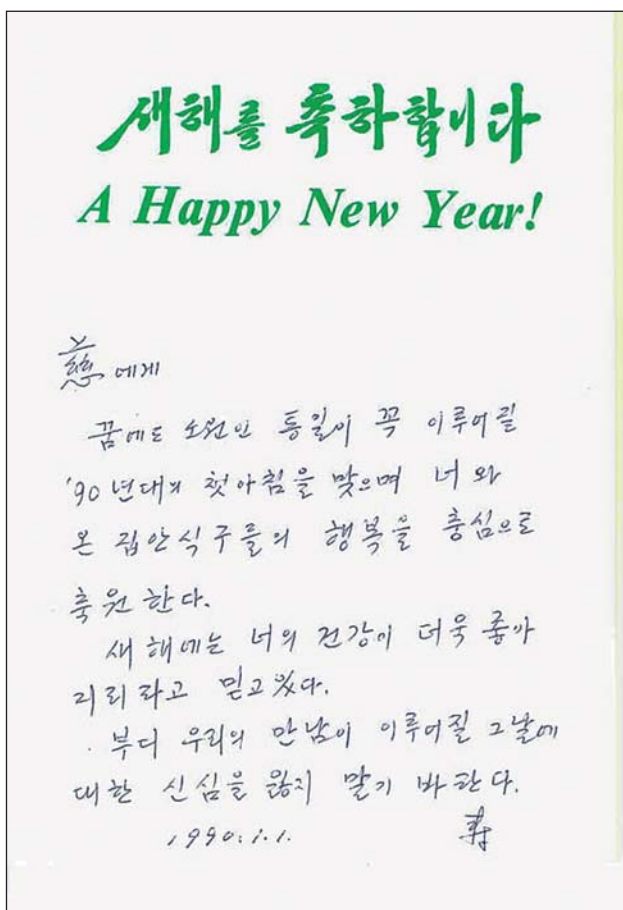 새해를 축하합니다
A Happy New Year!
에게
꿈에도 소원인 통일이 꼭 이루어질
'90년대의 첫아침을 맞으며 너와
온 집안식구들의 행복을 충심으로
축원한다.
새해에는 너의 건강이 더욱 좋아
지리라고 믿고있다.
부디 우리의 만남이 이루어질 그날에
대한 신심을 잃지 말기 바란다.
1990.1.1.